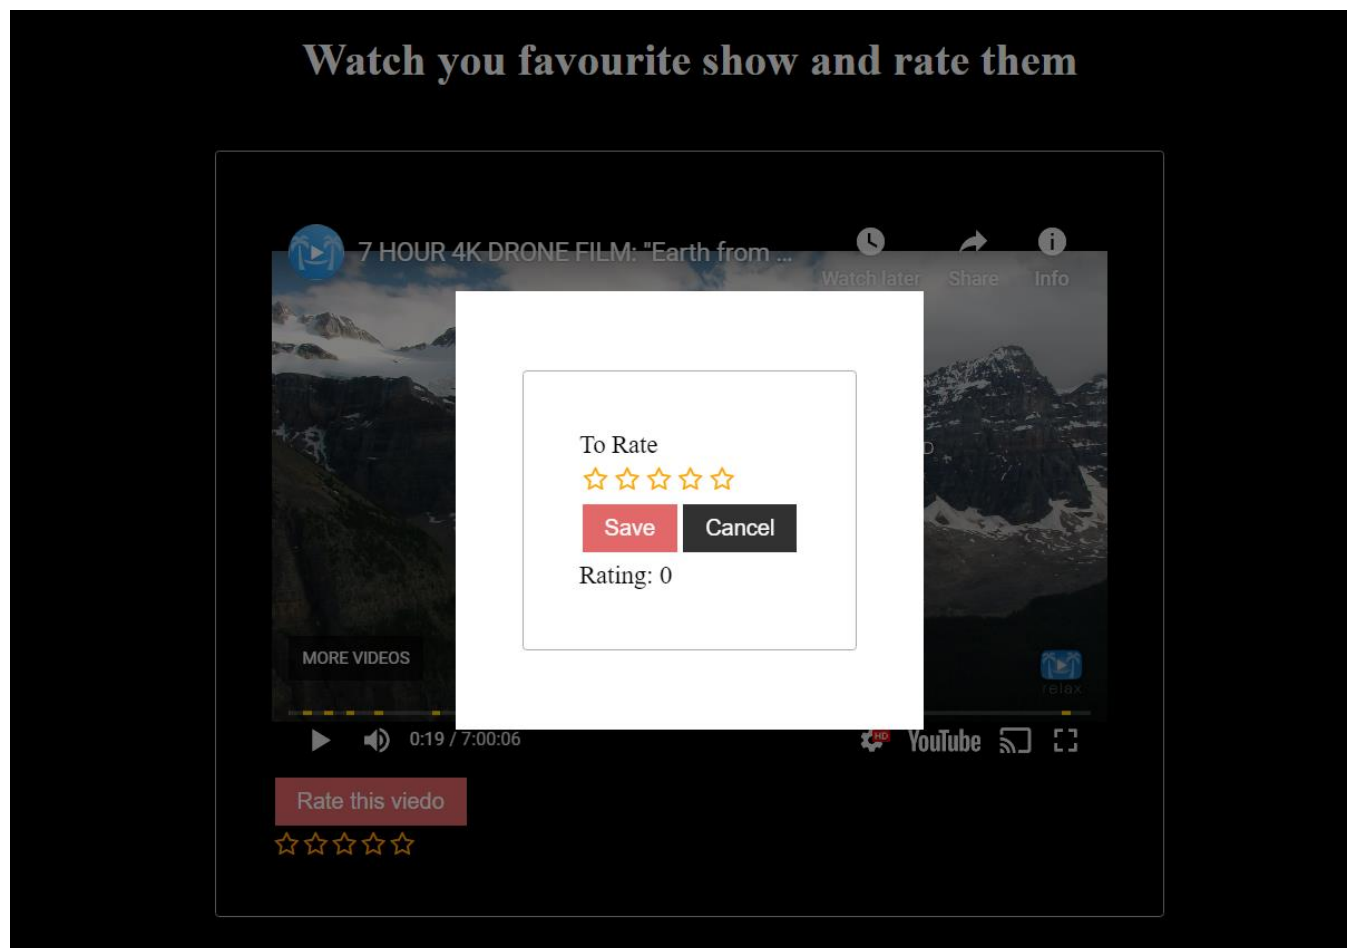 Watch you favourite show and rate them
7 HOUR 4K DRONE FILM: "Earth from ...
Watch later
Share
Info
To Rate
Save
Cancel
Rating: 0
MORE VIDEOS
relax
0:19 / 7:00:06
HD
YouTube
Rate this viedo